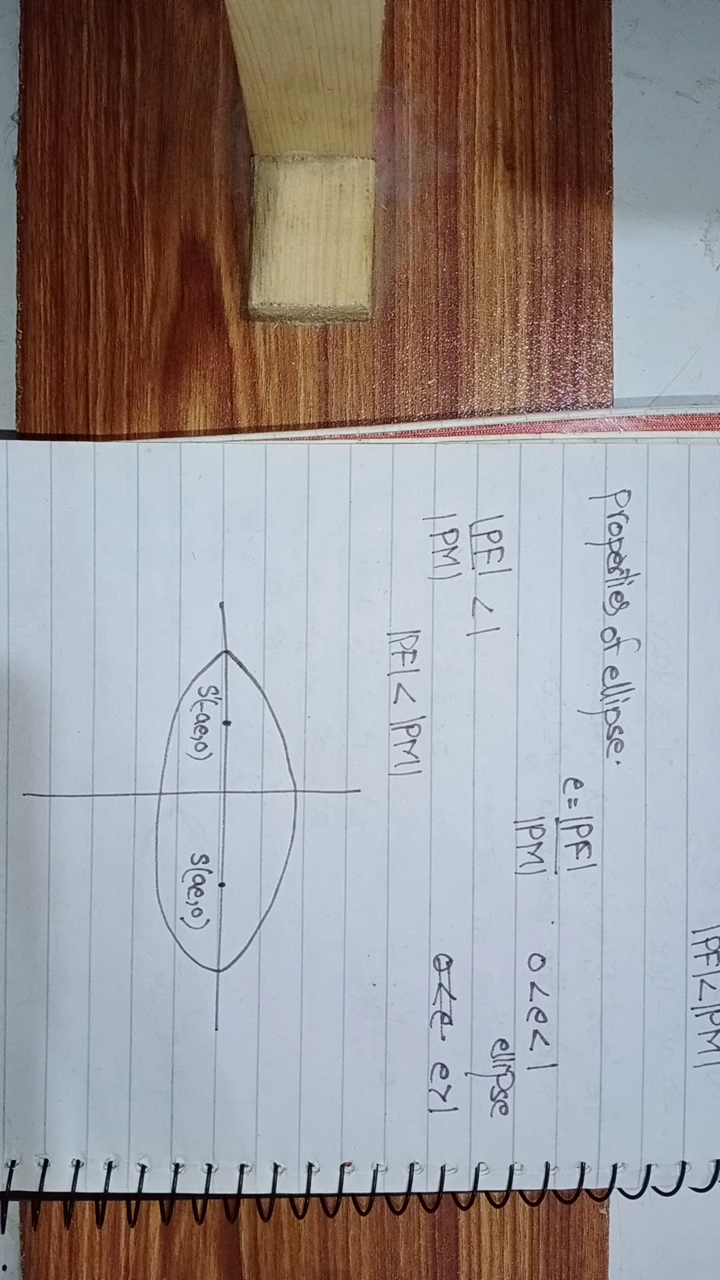 |PF|<|PM|
properties of ellipse.
e=|PF|
|PM|
0<e<1
ellipse
|PF| <1
|PM|
e>1
|PF|<|PM|
S'(-ae,0)
S(ae,0)